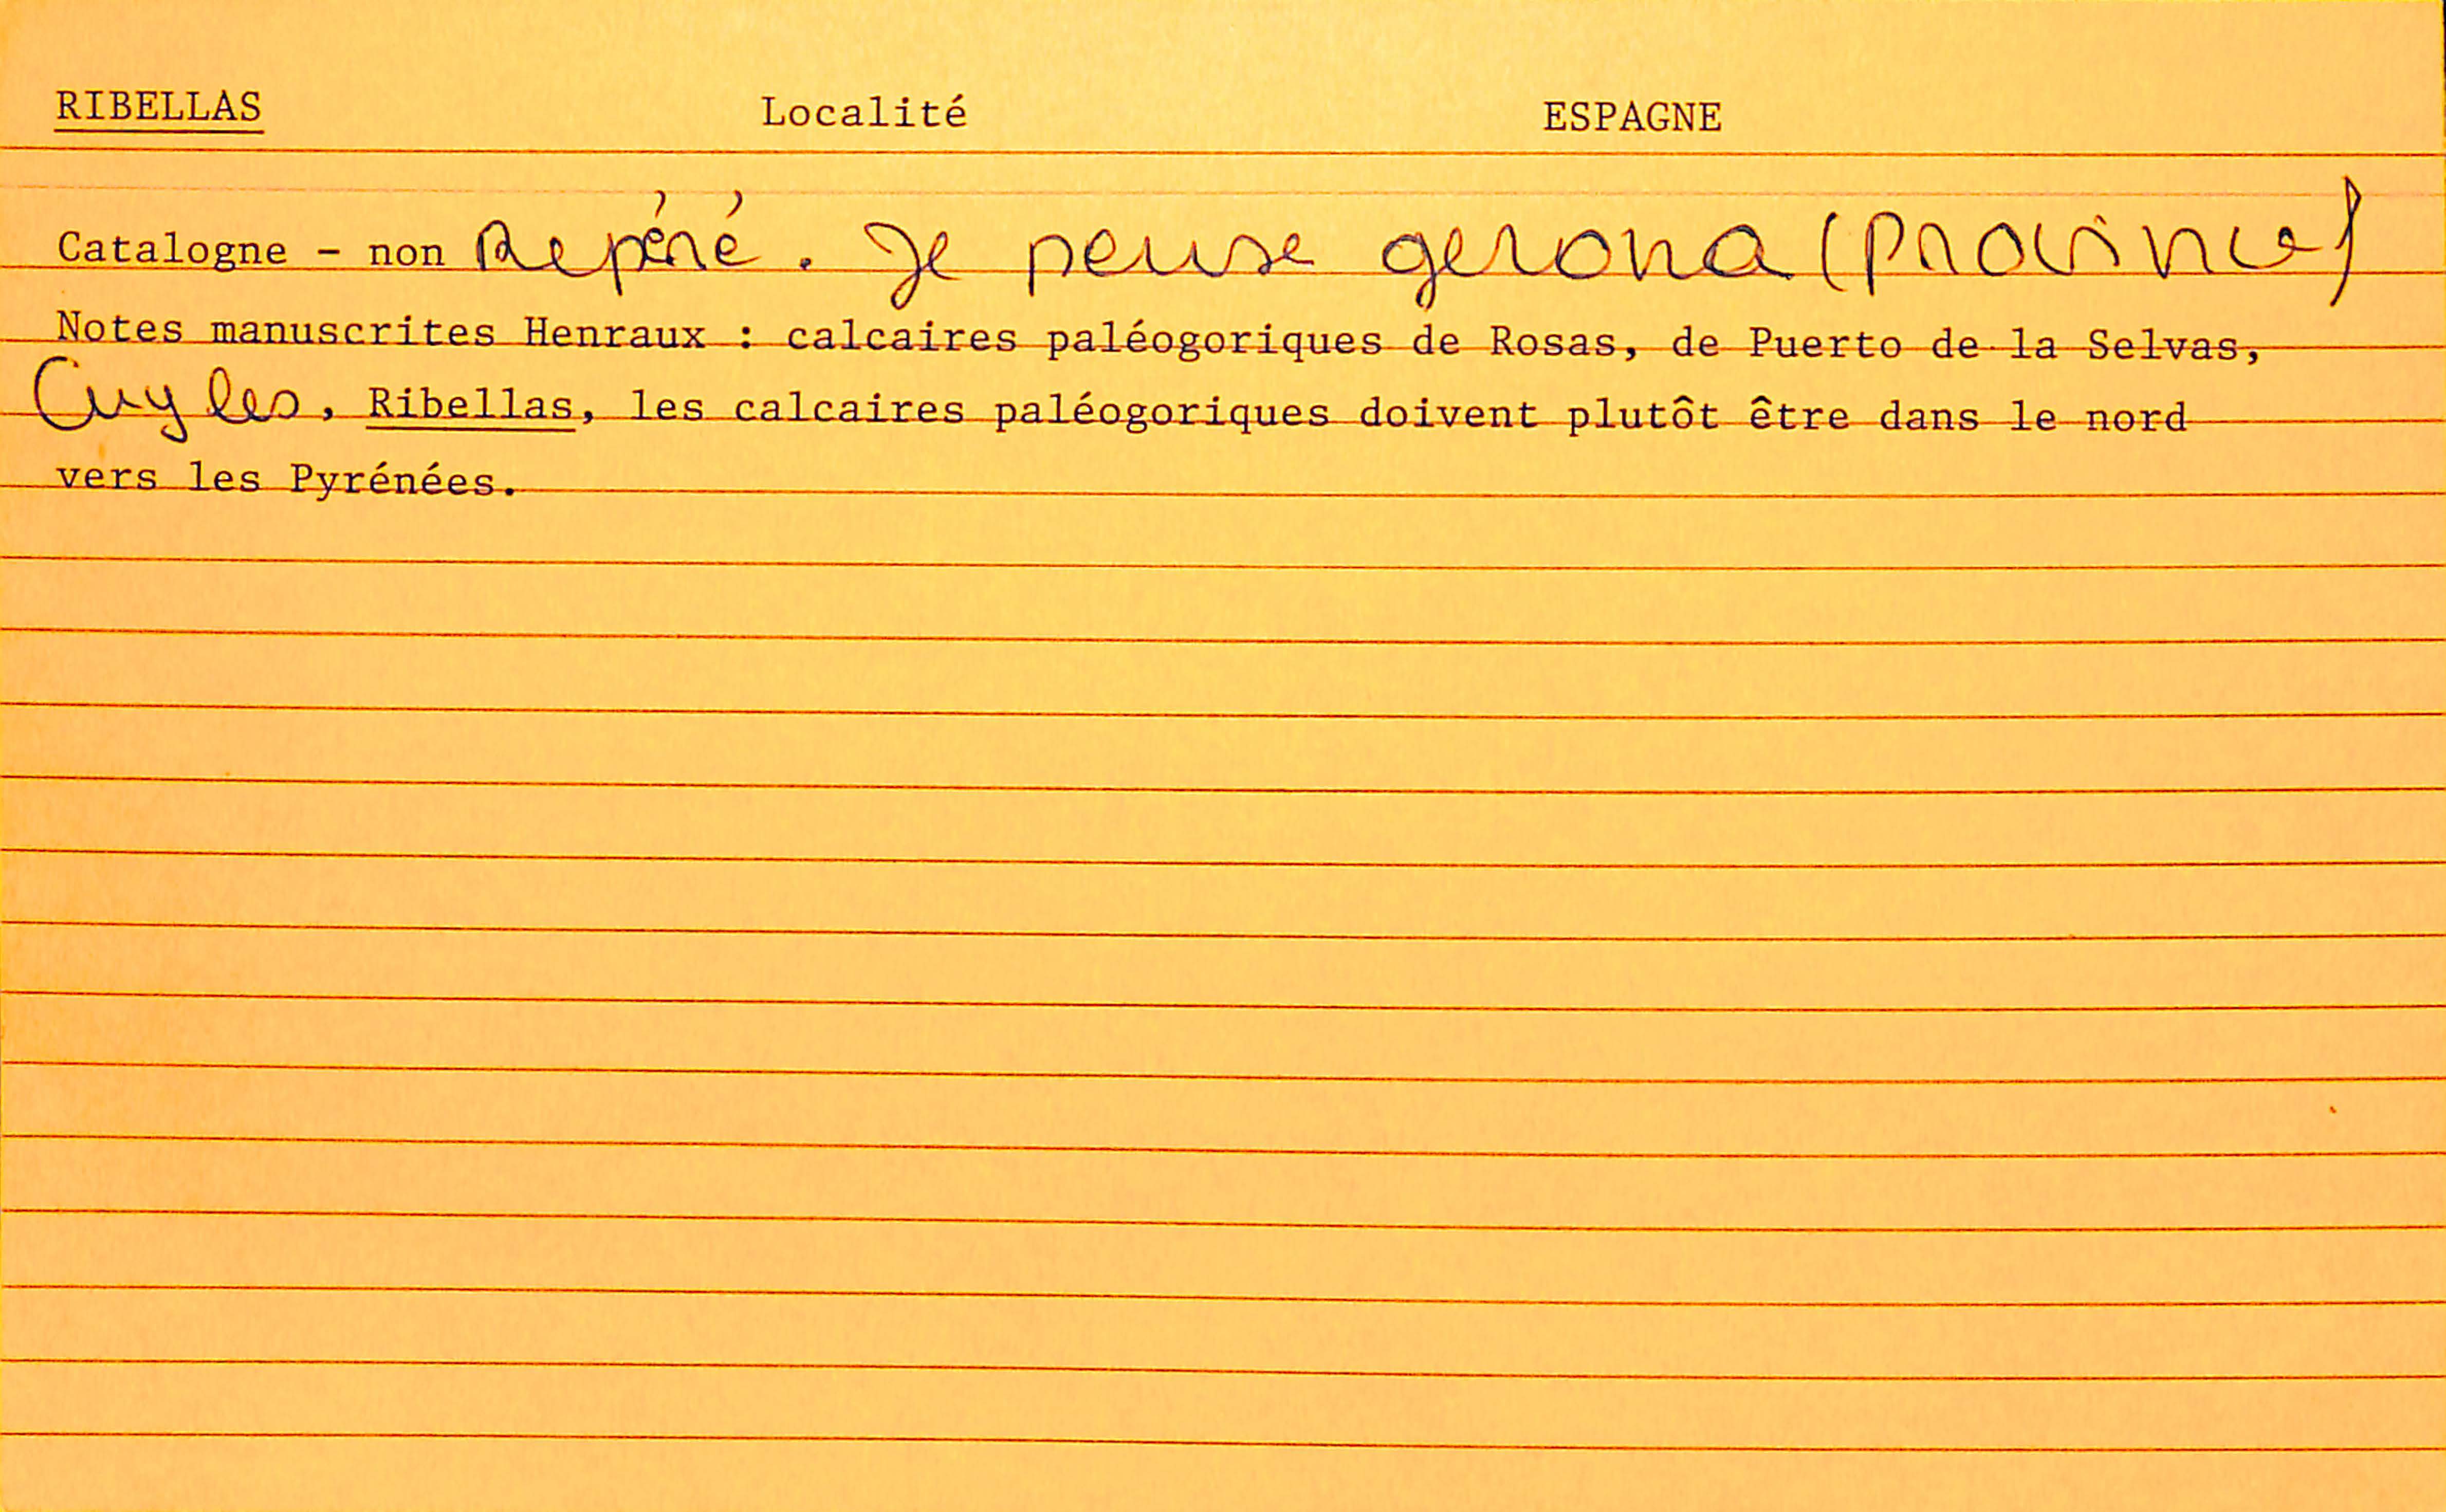 RIBELLAS Localité ESPAGNE
Catalogne - non Repéré. Je pense gerona (province)
Notes manuscrites Henraux : calcaires paléogoriques de Rosas, de Puerto de la Selvas,
Cuyles, Ribellas, les calcaires paléogoriques doivent plutôt être dans le nord
vers les Pyrénées.